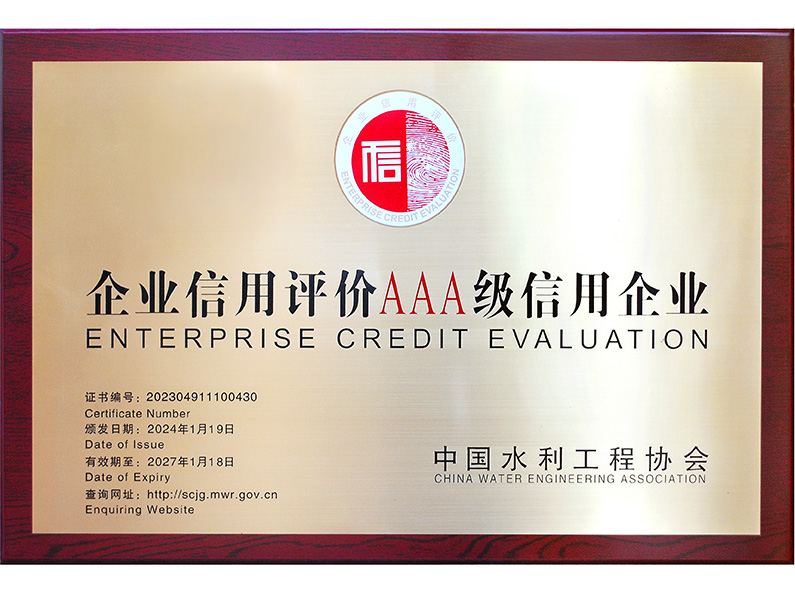 企业信用评价
信
ENTERPRISE CREDIT EVALUATION
企业信用评价AAA级信用企业
ENTERPRISE CREDIT EVALUATION
证书编号：202304911100430
Certificate Number
颁发日期：2024年1月19日
Date of Issue
有效期至：2027年1月18日
Date of Expiry
查询网址：http://scjg.mwr.gov.cn
Enquiring Website
中国水利工程协会
CHINA WATER ENGINEERING ASSOCIATION